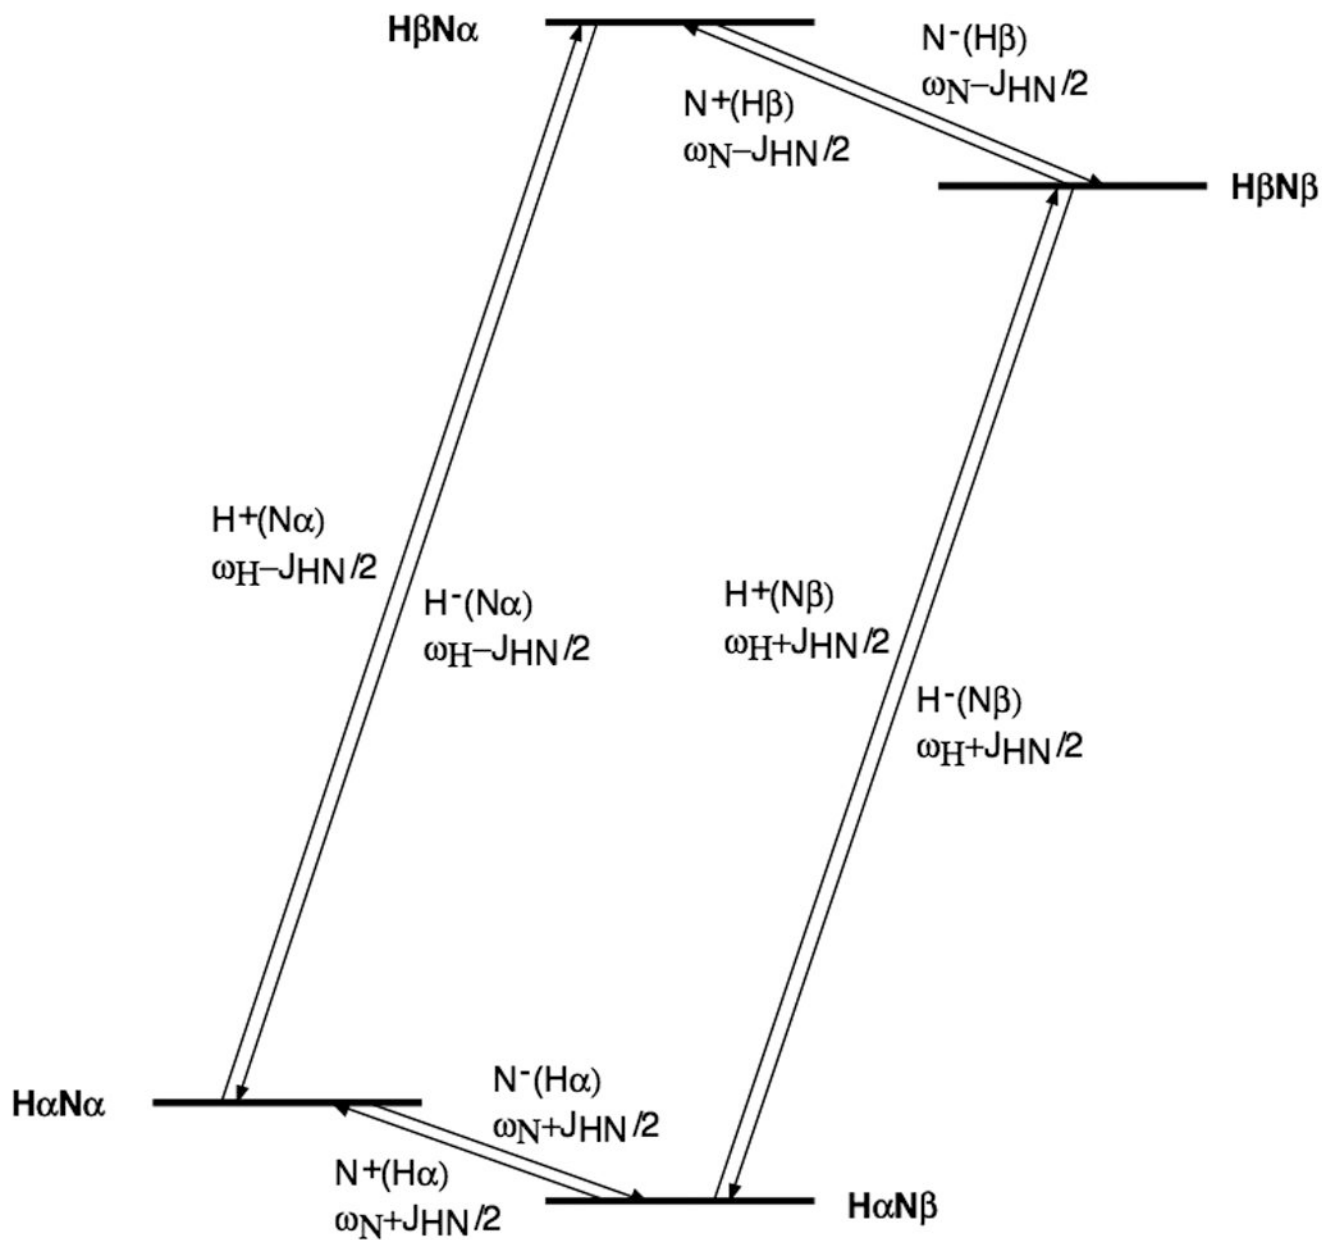 HβNα
N-(Hβ)
ωN−JHN/2
N+(Hβ)
ωN−JHN/2
HβNβ
H+(Nα)
ωH−JHN/2
H-(Nα)
ωH−JHN/2
H+(Nβ)
ωH+JHN/2
H-(Nβ)
ωH+JHN/2
HαNα
N-(Hα)
ωN+JHN/2
N+(Hα)
ωN+JHN/2
HαNβ